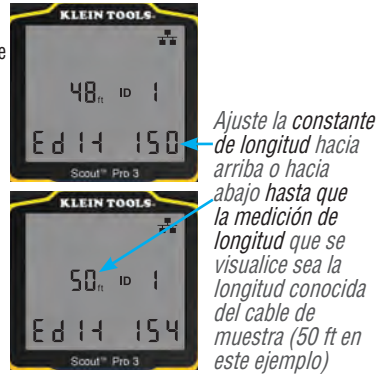 e
KLEIN TOOLS®
48ft ID 1
Edit 150
Scout™ Pro 3
KLEIN TOOLS®
50ft ID 1
Edit 154
Scout™ Pro 3
Ajuste la constante
de longitud hacia
arriba o hacia
abajo hasta que
la medición de
longitud que se
visualice sea la
longitud conocida
del cable de
muestra (50 ft en
este ejemplo)